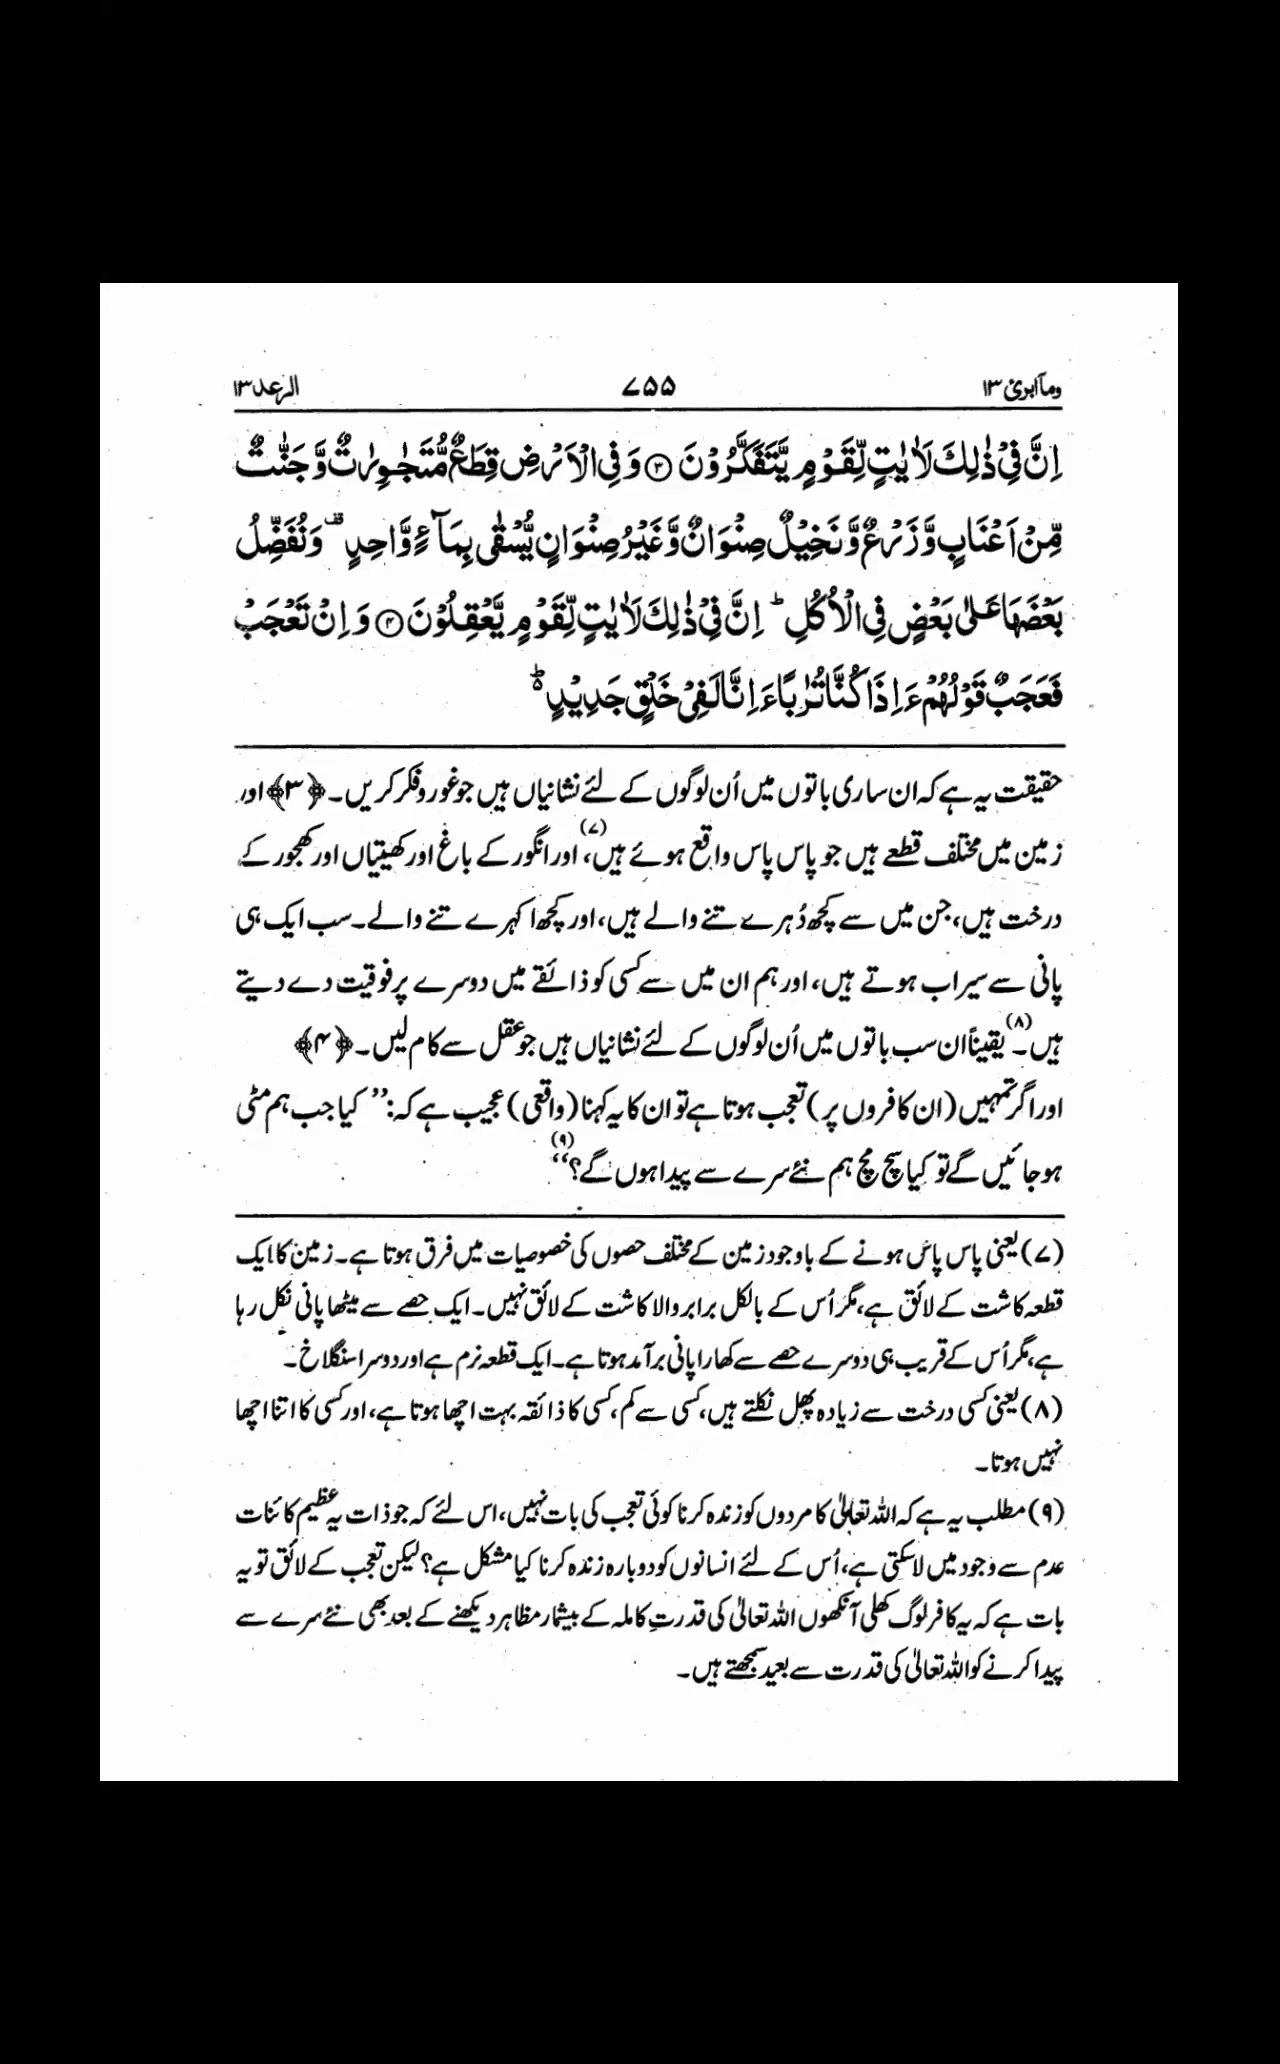 وماآبرئ ۱۳
۷۵۵
الرعد ۱۳
اِنَّ فِیْ ذٰلِکَ لَاٰیٰتٍ لِّقَوْمٍ یَّتَفَکَّرُوْنَ ﴿۳﴾ وَفِی الْاَرْضِ قِطَعٌ مُّتَجٰوِرٰتٌ وَّجَنّٰتٌ
مِّنْ اَعْنَابٍ وَّزَرْعٌ وَّنَخِیْلٌ صِنْوَانٌ وَّغَیْرُ صِنْوَانٍ یُّسْقٰی بِمَآءٍ وَّاحِدٍ ۟ وَنُفَضِّلُ
بَعْضَهَا عَلٰی بَعْضٍ فِی الْاُکُلِ ؕ اِنَّ فِیْ ذٰلِکَ لَاٰیٰتٍ لِّقَوْمٍ یَّعْقِلُوْنَ ﴿۴﴾ وَاِنْ تَعْجَبْ
فَعَجَبٌ قَوْلُهُمْ ءَاِذَا کُنَّا تُرٰبًا ءَاِنَّا لَفِیْ خَلْقٍ جَدِیْدٍ ۬ؕ
حقیقت یہ ہے کہ ان ساری باتوں میں اُن لوگوں کے لئے نشانیاں ہیں جو غور و فکر کریں۔ ﴿۳﴾ اور
زمین میں مختلف قطعے ہیں جو پاس پاس واقع ہوئے ہیں،(۷) اور انگور کے باغ اور کھیتیاں اور کھجور کے
درخت ہیں، جن میں سے کچھ دُہرے تنے والے ہیں، اور کچھ اکہرے تنے والے۔ سب ایک ہی
پانی سے سیراب ہوتے ہیں، اور ہم ان میں سے کسی کو ذائقے میں دوسرے پر فوقیت دے دیتے
ہیں۔(۸) یقیناً ان سب باتوں میں اُن لوگوں کے لئے نشانیاں ہیں جو عقل سے کام لیں۔ ﴿۴﴾
اور اگر تمہیں (ان کافروں پر) تعجب ہوتا ہے تو ان کا یہ کہنا (واقعی) عجیب ہے کہ: ’’کیا جب ہم مٹی
ہو جائیں گے تو کیا سچ مچ ہم نئے سرے سے پیدا ہوں گے؟‘‘(۹)
(۷) یعنی پاس پاس ہونے کے باوجود زمین کے مختلف حصوں کی خصوصیات میں فرق ہوتا ہے۔ زمین کا ایک
قطعہ کاشت کے لائق ہے، مگر اُس کے بالکل برابر والا کاشت کے لائق نہیں۔ ایک حصے سے میٹھا پانی نکل رہا
ہے، مگر اُس کے قریب ہی دوسرے حصے سے کھارا پانی برآمد ہوتا ہے۔ ایک قطعہ نرم ہے اور دوسرا سنگلاخ۔
(۸) یعنی کسی درخت سے زیادہ پھل نکلتے ہیں، کسی سے کم، کسی کا ذائقہ بہت اچھا ہوتا ہے، اور کسی کا اتنا اچھا
نہیں ہوتا۔
(۹) مطلب یہ ہے کہ اللہ تعالیٰ کا مردوں کو زندہ کرنا کوئی تعجب کی بات نہیں، اس لئے کہ جو ذات یہ عظیم کائنات
عدم سے وجود میں لا سکتی ہے، اُس کے لئے انسانوں کو دوبارہ زندہ کرنا کیا مشکل ہے؟ لیکن تعجب کے لائق تو یہ
بات ہے کہ یہ کافر لوگ کھلی آنکھوں اللہ تعالیٰ کی قدرتِ کاملہ کے بیشمار مظاہر دیکھنے کے بعد بھی نئے سرے سے
پیدا کرنے کو اللہ تعالیٰ کی قدرت سے بعید سمجھتے ہیں۔